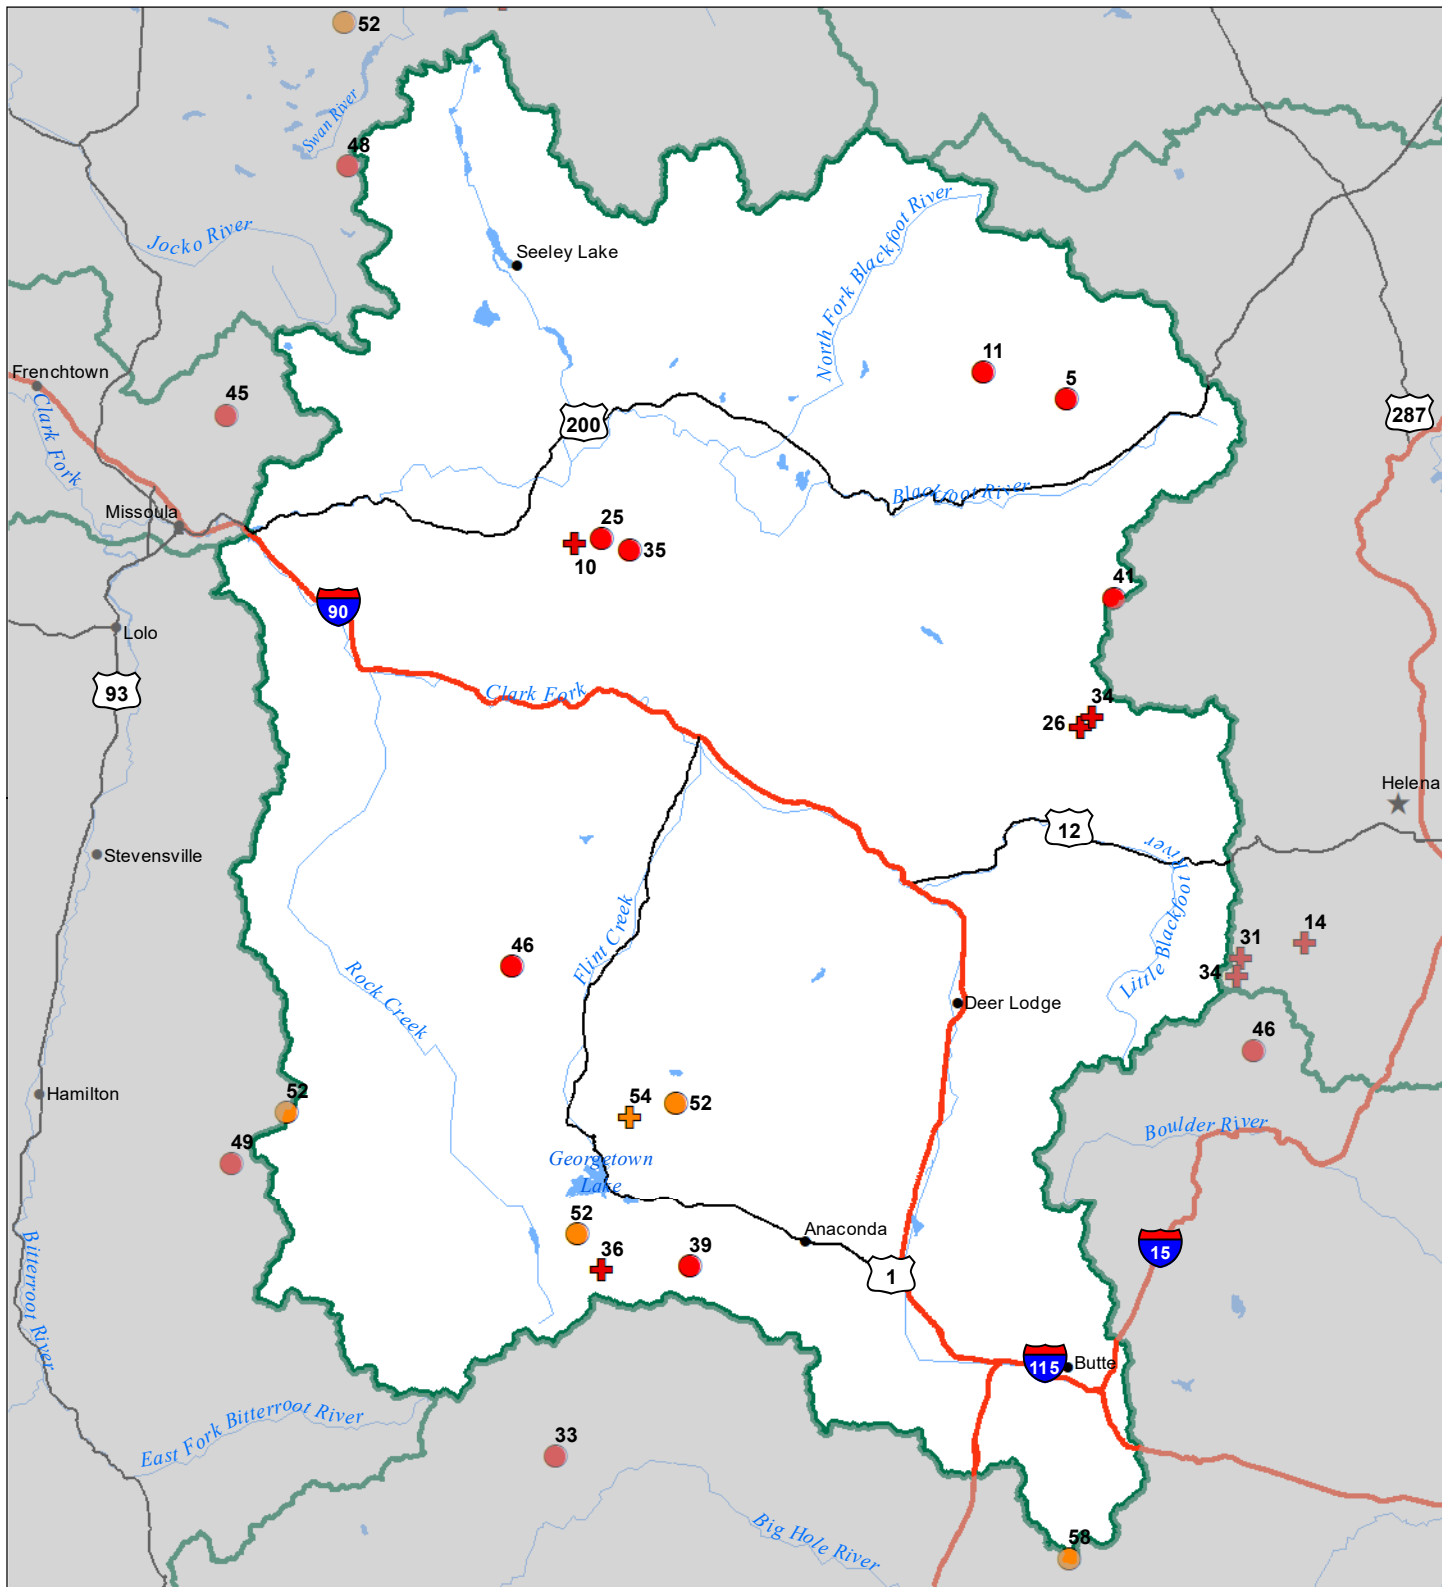 52
48
Swan River
Jocko River
Seeley Lake
North Fork Blackfoot River
11
5
Frenchtown
45
Clark Fork
200
287
Missoula
Blackfoot River
25
10
35
41
90
Lolo
93
Clark Fork
34
26
Helena
12
Stevensville
Little Blackfoot
River
Flint Creek
46
Rock Creek
31
14
34
Deer Lodge
46
Hamilton
52
54
52
Boulder River
49
Georgetown
Lake
52
36
39
Anaconda
1
15
Bitterroot River
115
Butte
East Fork Bitterroot River
33
Big Hole River
58